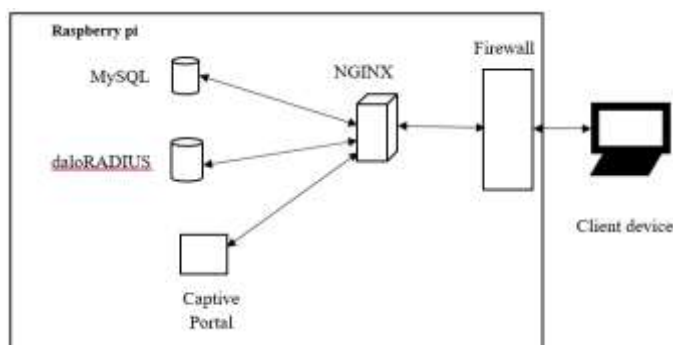 Raspberry pi
Firewall
MySQL
NGINX
daloRADIUS
Client device
Captive
Portal